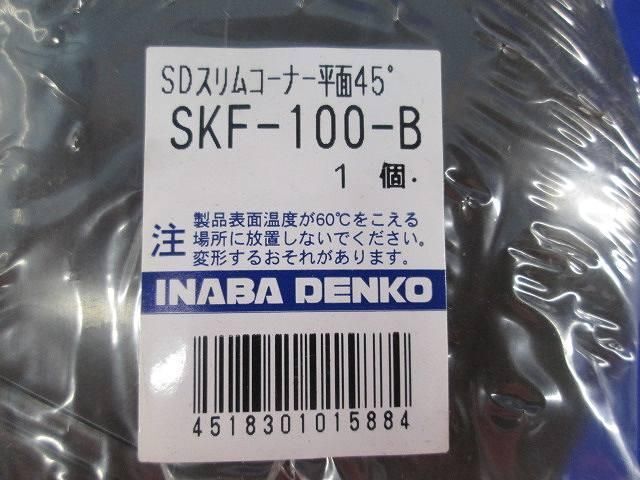 SDスリムコーナー平面45°
SKF-100-B
1 個.
注 製品表面温度が60℃をこえる
場所に放置しないでください。
変形するおそれがあります。
INABA DENKO
4518301015884